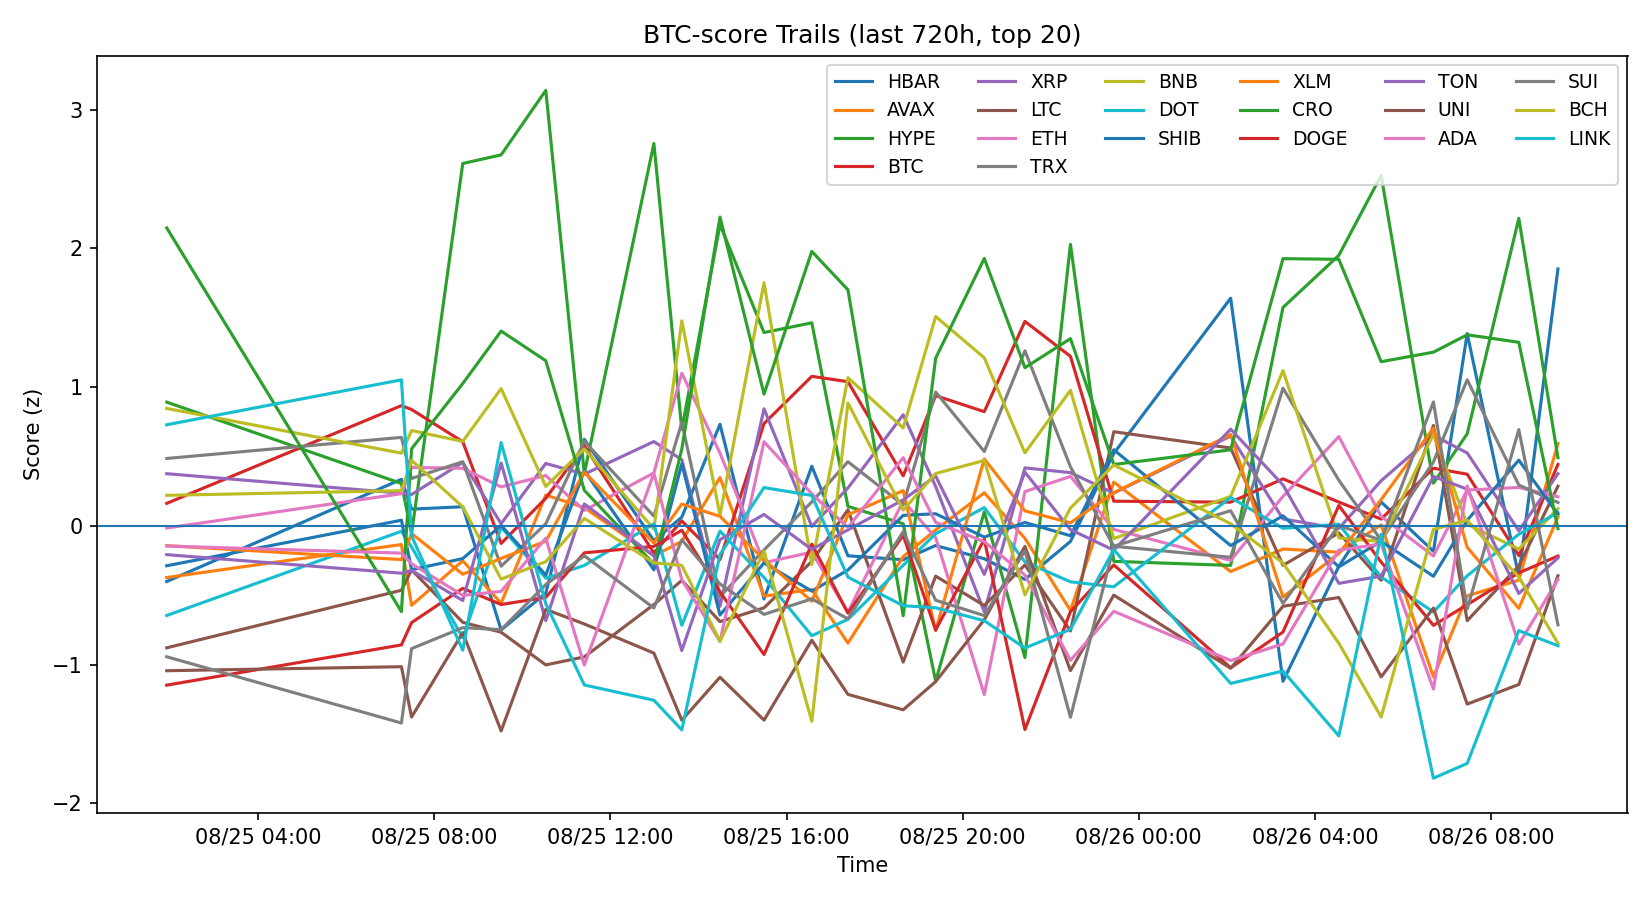 BTC-score Trails (last 720h, top 20)
HBAR XRP BNB XLM TON SUI
AVAX LTC DOT CRO UNI BCH
HYPE ETH SHIB DOGE ADA LINK
BTC TRX
3
2
1
0
−1
−2
Score (z)
08/25 04:00 08/25 08:00 08/25 12:00 08/25 16:00 08/25 20:00 08/26 00:00 08/26 04:00 08/26 08:00
Time